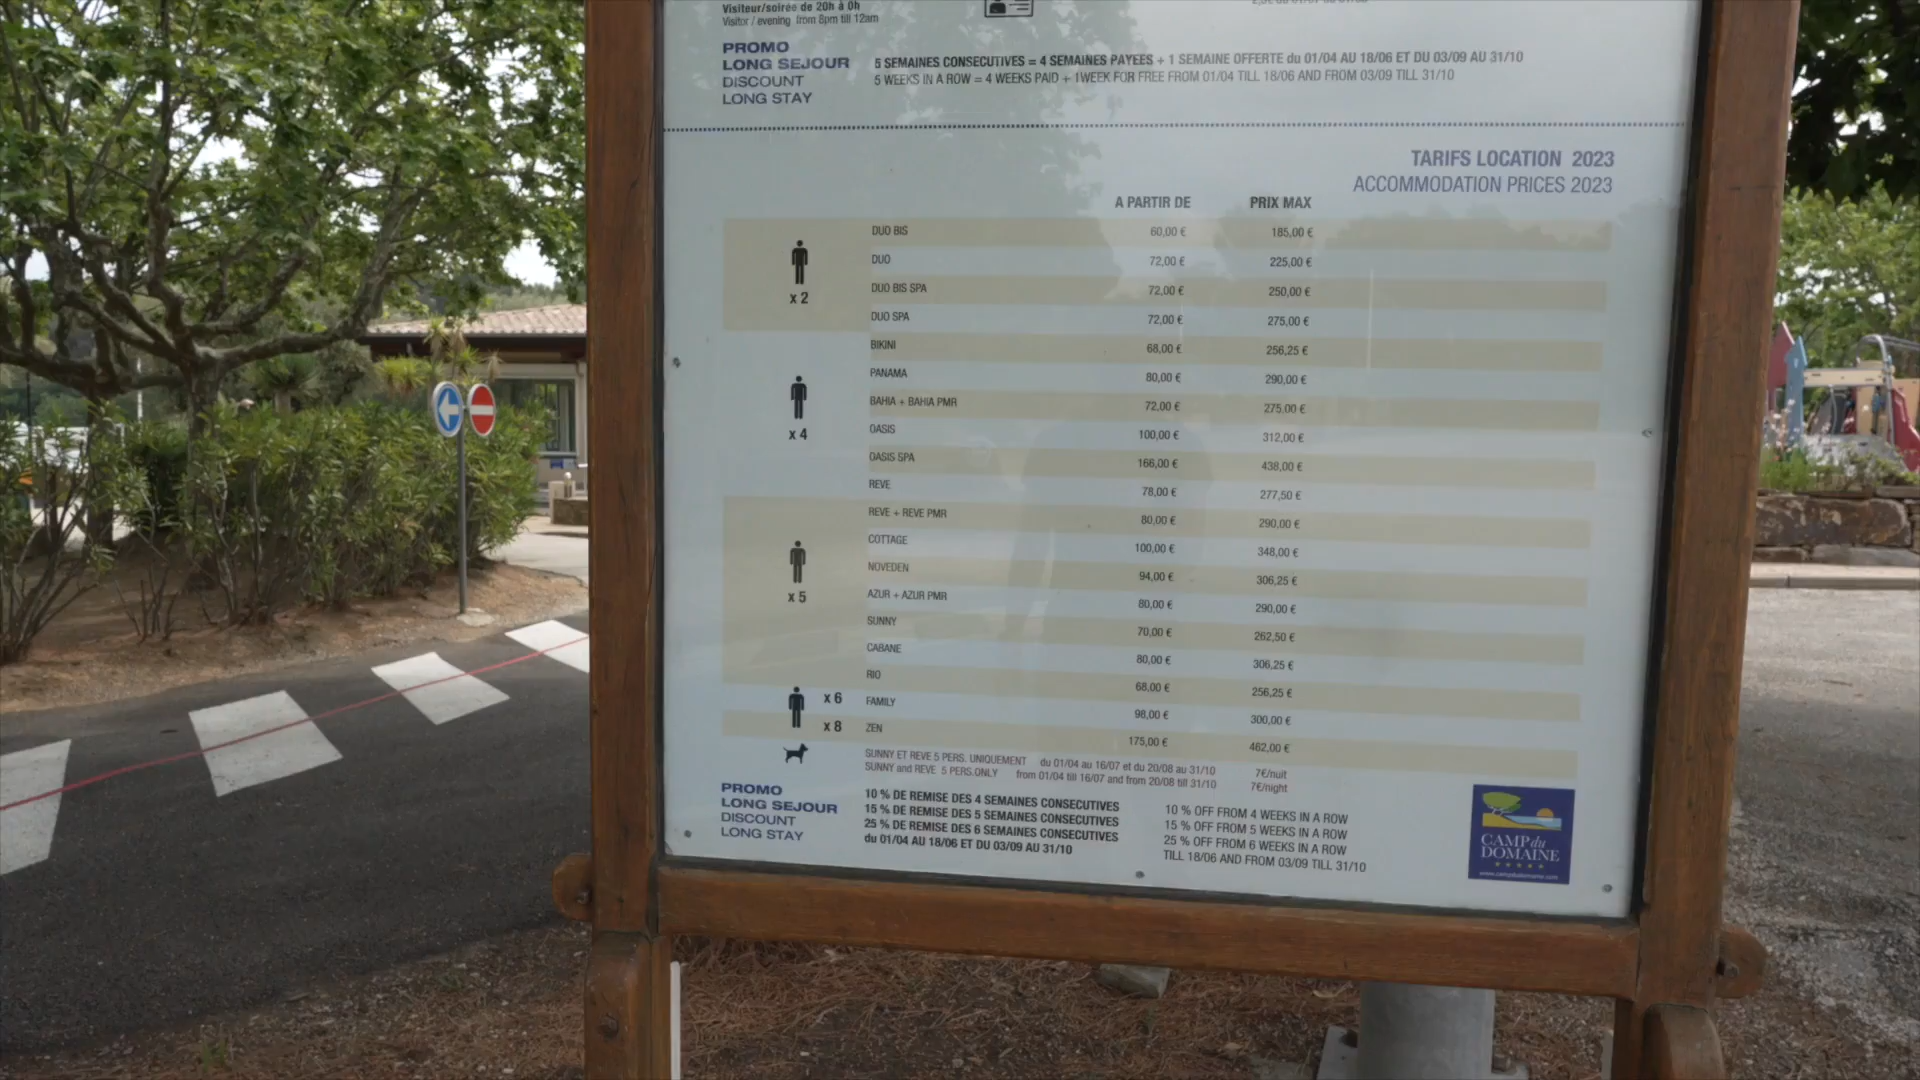 Visiteur/soirée de 20h à 0h
Visitor / evening from 8pm till 12am
PROMO
LONG SEJOUR
DISCOUNT
LONG STAY
5 SEMAINES CONSECUTIVES = 4 SEMAINES PAYEES + 1 SEMAINE OFFERTE du 01/04 AU 18/06 ET DU 03/09 AU 31/10
5 WEEKS IN A ROW = 4 WEEKS PAID + 1WEEK FOR FREE FROM 01/04 TILL 18/06 AND FROM 03/09 TILL 31/10
TARIFS LOCATION 2023
ACCOMMODATION PRICES 2023
A PARTIR DE PRIX MAX
DUO BIS 60,00 € 185,00 €
DUO 72,00 € 225,00 €
x 2
DUO BIS SPA 72,00 € 250,00 €
DUO SPA 72,00 € 275,00 €
BIKINI 68,00 € 256,25 €
PANAMA 80,00 € 290,00 €
BAHIA + BAHIA PMR 72,00 € 275,00 €
x 4
OASIS 100,00 € 312,00 €
OASIS SPA 166,00 € 438,00 €
REVE 78,00 € 277,50 €
REVE + REVE PMR 80,00 € 290,00 €
COTTAGE 100,00 € 348,00 €
NOVEDEN 94,00 € 306,25 €
x 5
AZUR + AZUR PMR 80,00 € 290,00 €
SUNNY 70,00 € 262,50 €
CABANE 80,00 € 306,25 €
RIO 68,00 € 256,25 €
x 6 FAMILY 98,00 € 300,00 €
x 8 ZEN 175,00 € 462,00 €
SUNNY ET REVE 5 PERS. UNIQUEMENT du 01/04 au 16/07 et du 20/08 au 31/10 7€/nuit
SUNNY and REVE 5 PERS.ONLY from 01/04 till 16/07 and from 20/08 till 31/10 7€/night
PROMO
LONG SEJOUR
DISCOUNT
LONG STAY
10 % DE REMISE DES 4 SEMAINES CONSECUTIVES
15 % DE REMISE DES 5 SEMAINES CONSECUTIVES
25 % DE REMISE DES 6 SEMAINES CONSECUTIVES
du 01/04 AU 18/06 ET DU 03/09 AU 31/10
10 % OFF FROM 4 WEEKS IN A ROW
15 % OFF FROM 5 WEEKS IN A ROW
25 % OFF FROM 6 WEEKS IN A ROW
TILL 18/06 AND FROM 03/09 TILL 31/10
CAMP du
DOMAINE
www.campdudomaine.com